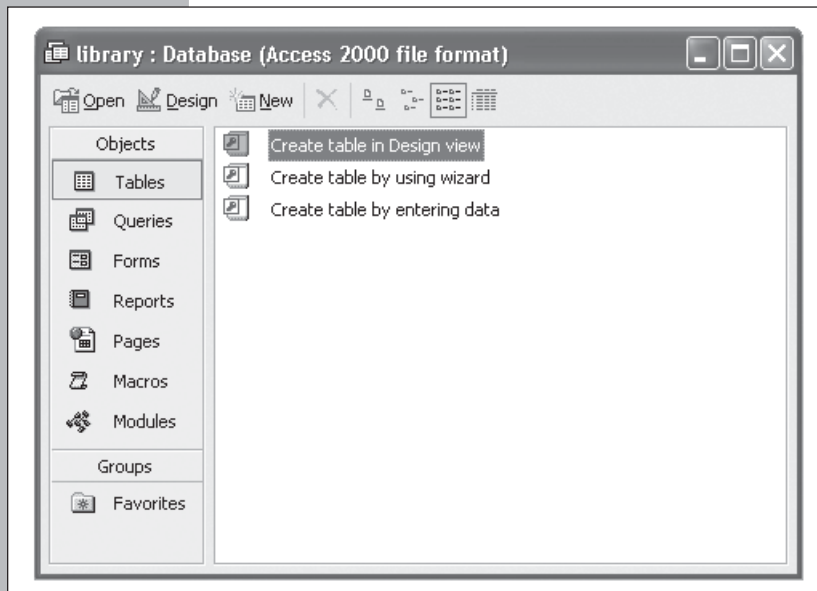 library : Database (Access 2000 file format)
Open Design New
Objects
Tables
Queries
Forms
Reports
Pages
Macros
Modules
Groups
Favorites
Create table in Design view
Create table by using wizard
Create table by entering data